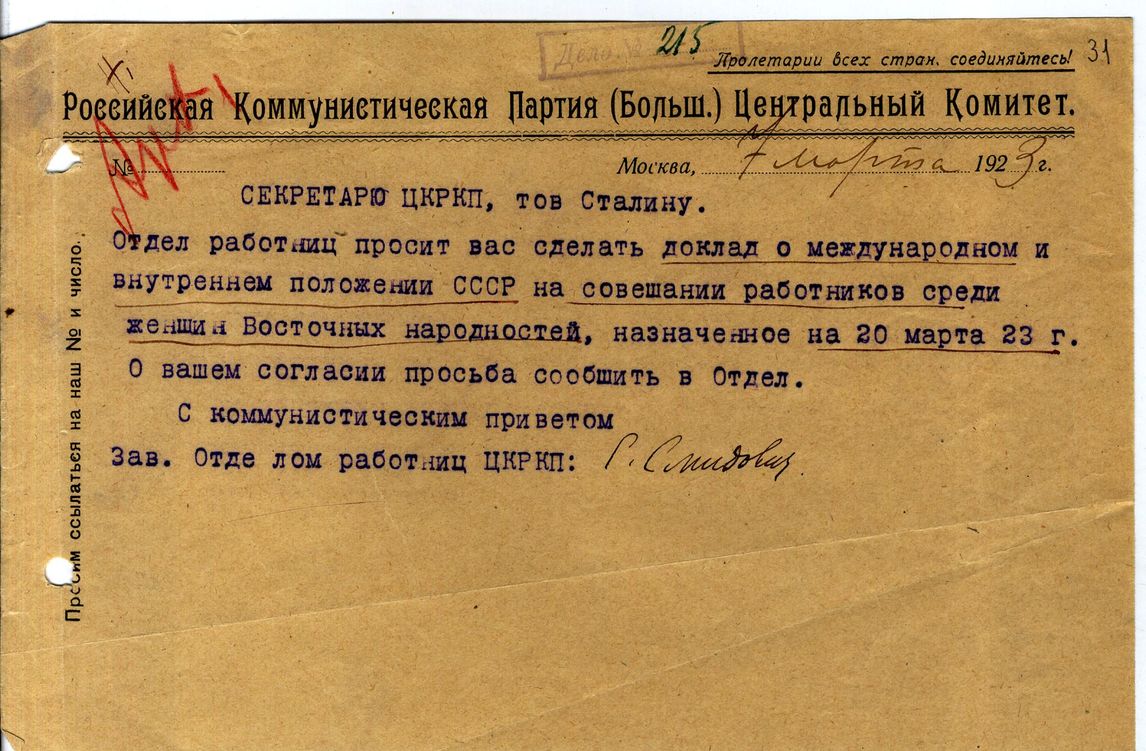 Дело №
215
Пролетарии всех стран, соединяйтесь!
31
Российская Коммунистическая Партия (Больш.) Центральный Комитет.
№
Москва, 7 марта 1923 г.
СЕКРЕТАРЮ ЦКРКП, тов Сталину.
Отдел работниц просит вас сделать доклад о международном и
внутреннем положении СССР на совешании работников среди
женщин Восточных народностей, назначенное на 20 марта 23 г.
О вашем согласии просьба сообшить в Отдел.
С коммунистическим приветом
Зав. Отде лом работниц ЦКРКП: С. Смидович
Просим ссылаться на наш № и число.